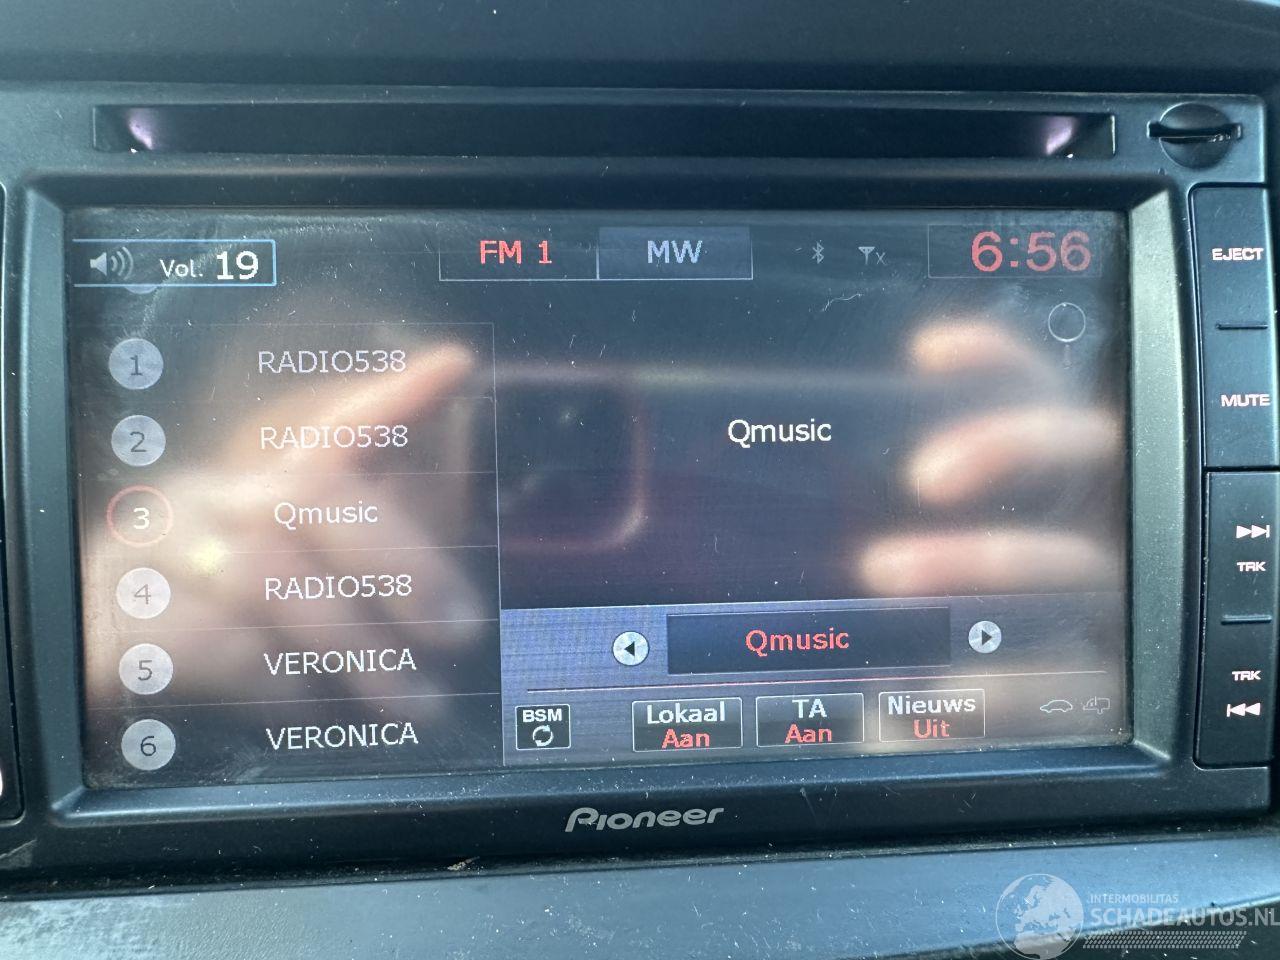 Vol. 19
FM 1
MW
6:56
EJECT
MUTE
TRK
TRK
1 RADIO538
2 RADIO538
3 Qmusic
4 RADIO538
5 VERONICA
6 VERONICA
Qmusic
Qmusic
BSM
Lokaal
Aan
TA
Aan
Nieuws
Uit
Pioneer
INTERMOBILITAS
SCHADEAUTOS.NL